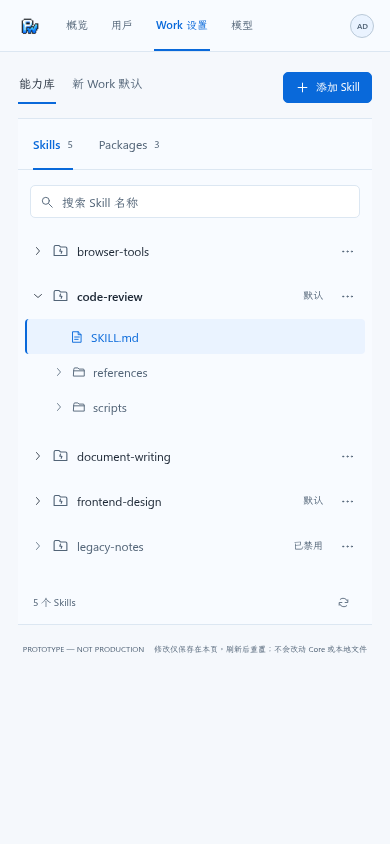 概览 用户 Work 设置 模型 AD
能力库 新 Work 默认 添加 Skill
Skills 5 Packages 3
搜索 Skill 名称
browser-tools
code-review 默认
SKILL.md
references
scripts
document-writing
frontend-design 默认
legacy-notes 已禁用
5 个 Skills
PROTOTYPE — NOT PRODUCTION 修改仅保存在本页，刷新后重置；不会改动 Core 或本地文件